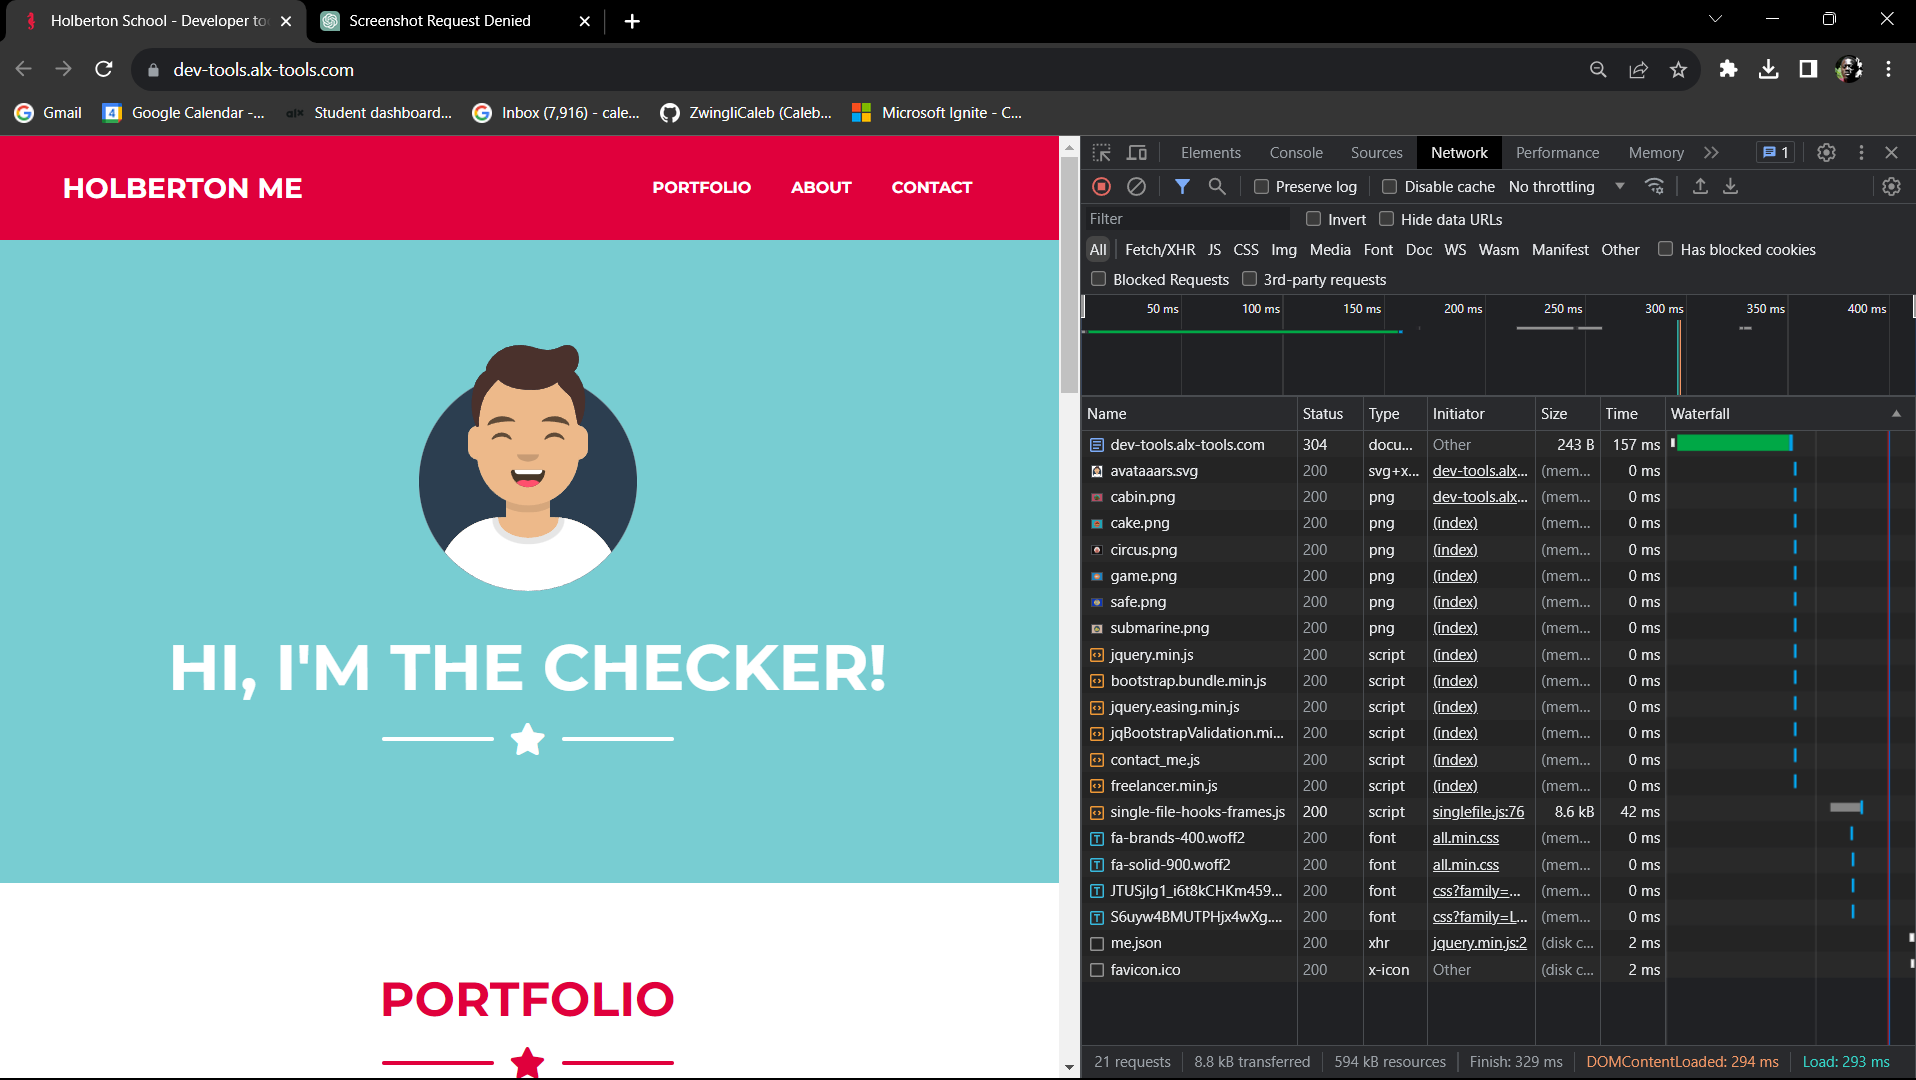 Holberton School - Developer too
Screenshot Request Denied
dev-tools.alx-tools.com
Gmail
Google Calendar -...
Student dashboard...
Inbox (7,916) - cale...
ZwingliCaleb (Caleb...
Microsoft Ignite - C...
HOLBERTON ME
PORTFOLIO ABOUT CONTACT
HI, I'M THE CHECKER!
PORTFOLIO
Elements Console Sources Network Performance Memory 1
Preserve log Disable cache No throttling
Filter Invert Hide data URLs
All Fetch/XHR JS CSS Img Media Font Doc WS Wasm Manifest Other Has blocked cookies
Blocked Requests 3rd-party requests
50 ms 100 ms 150 ms 200 ms 250 ms 300 ms 350 ms 400 ms
Name Status Type Initiator Size Time Waterfall
dev-tools.alx-tools.com 304 docu... Other 243 B 157 ms
avataaars.svg 200 svg+x... dev-tools.alx... (mem... 0 ms
cabin.png 200 png dev-tools.alx... (mem... 0 ms
cake.png 200 png (index) (mem... 0 ms
circus.png 200 png (index) (mem... 0 ms
game.png 200 png (index) (mem... 0 ms
safe.png 200 png (index) (mem... 0 ms
submarine.png 200 png (index) (mem... 0 ms
jquery.min.js 200 script (index) (mem... 0 ms
bootstrap.bundle.min.js 200 script (index) (mem... 0 ms
jquery.easing.min.js 200 script (index) (mem... 0 ms
jqBootstrapValidation.mi... 200 script (index) (mem... 0 ms
contact_me.js 200 script (index) (mem... 0 ms
freelancer.min.js 200 script (index) (mem... 0 ms
single-file-hooks-frames.js 200 script singlefile.js:76 8.6 kB 42 ms
fa-brands-400.woff2 200 font all.min.css (mem... 0 ms
fa-solid-900.woff2 200 font all.min.css (mem... 0 ms
JTUSjIg1_i6t8kCHKm459... 200 font css?family=... (mem... 0 ms
S6uyw4BMUTPHjx4wXg.... 200 font css?family=L... (mem... 0 ms
me.json 200 xhr jquery.min.js:2 (disk c... 2 ms
favicon.ico 200 x-icon Other (disk c... 2 ms
21 requests 8.8 kB transferred 594 kB resources Finish: 329 ms DOMContentLoaded: 294 ms Load: 293 ms